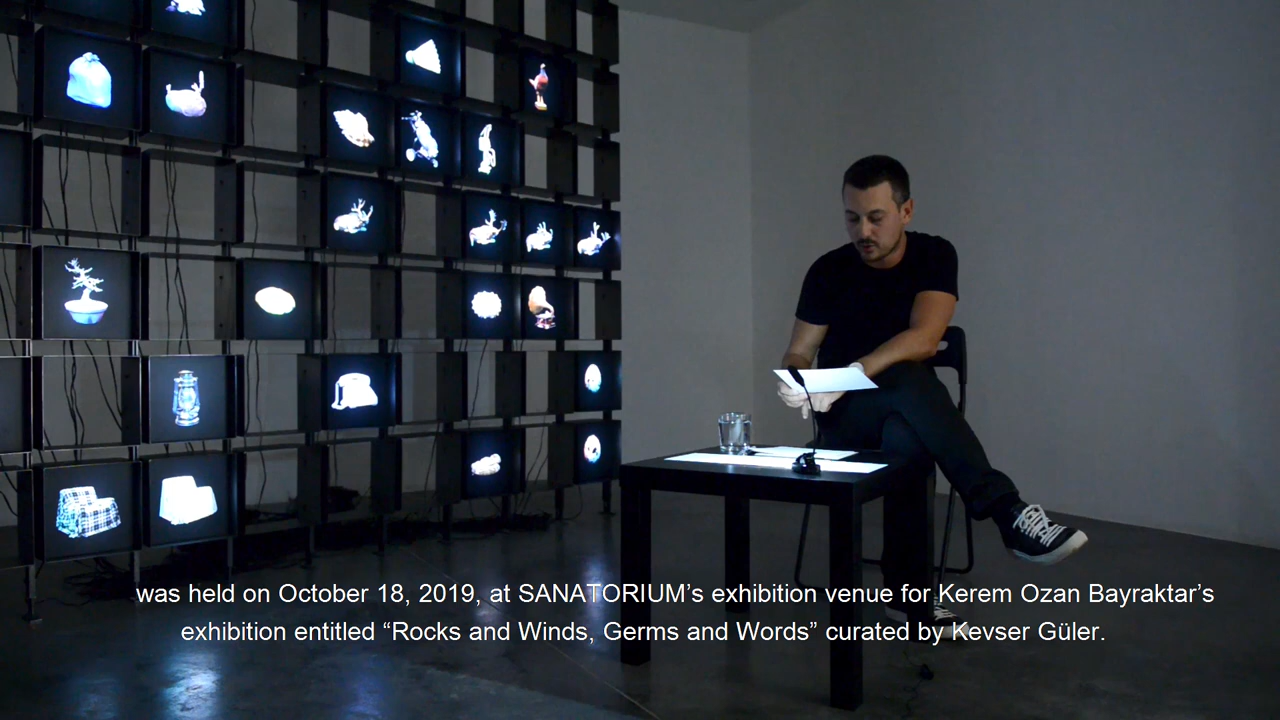 was held on October 18, 2019, at SANATORIUM’s exhibition venue for Kerem Ozan Bayraktar’s
exhibition entitled “Rocks and Winds, Germs and Words” curated by Kevser Güler.